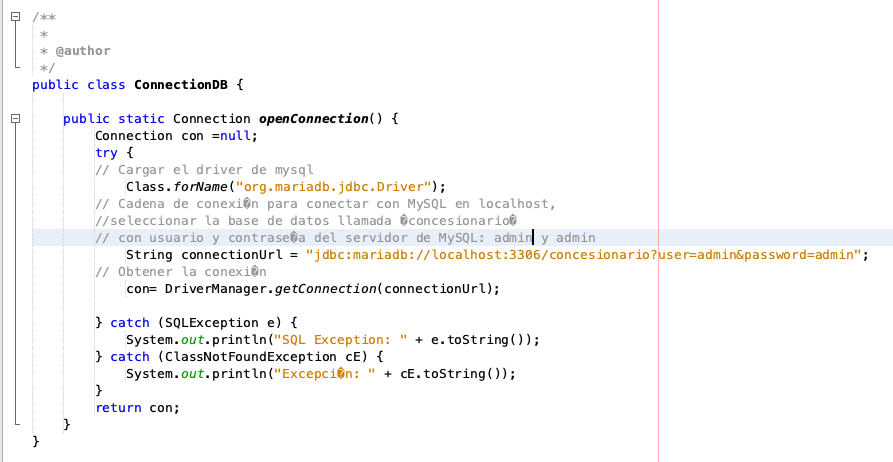 /**
 *
 * @author
 */
public class ConnectionDB {

    public static Connection openConnection() {
        Connection con =null;
        try {
        // Cargar el driver de mysql
            Class.forName("org.mariadb.jdbc.Driver");
        // Cadena de conexi�n para conectar con MySQL en localhost,
        //seleccionar la base de datos llamada �concesionario�
        // con usuario y contrase�a del servidor de MySQL: admin y admin
            String connectionUrl = "jdbc:mariadb://localhost:3306/concesionario?user=admin&password=admin";
        // Obtener la conexi�n
            con= DriverManager.getConnection(connectionUrl);

        } catch (SQLException e) {
            System.out.println("SQL Exception: " + e.toString());
        } catch (ClassNotFoundException cE) {
            System.out.println("Excepci�n: " + cE.toString());
        }
        return con;
    }
}